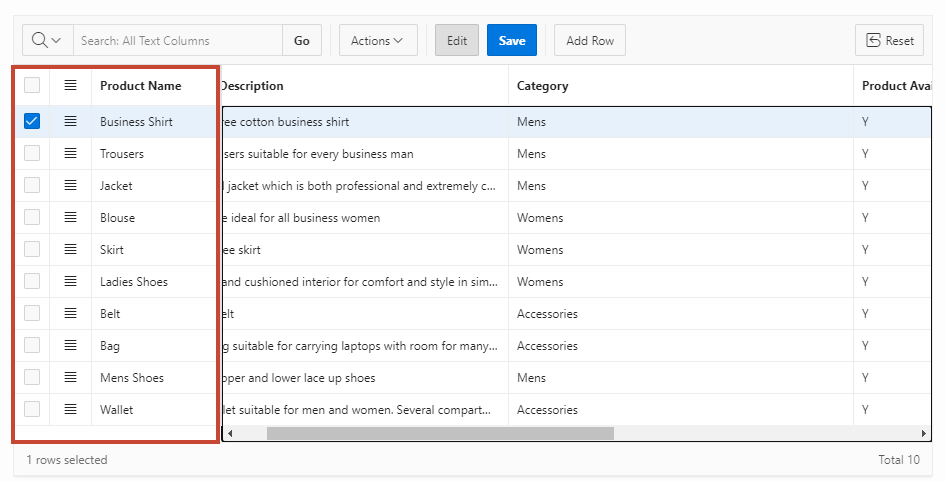 Search: All Text Columns Go Actions Edit Save Add Row Reset
Product Name Description Category Product Avai
Business Shirt ree cotton business shirt Mens Y
Trousers sers suitable for every business man Mens Y
Jacket l jacket which is both professional and extremely c... Mens Y
Blouse e ideal for all business women Womens Y
Skirt ee skirt Womens Y
Ladies Shoes and cushioned interior for comfort and style in sim... Womens Y
Belt elt Accessories Y
Bag g suitable for carrying laptops with room for many... Accessories Y
Mens Shoes pper and lower lace up shoes Mens Y
Wallet let suitable for men and women. Several compart... Accessories Y
1 rows selected Total 10